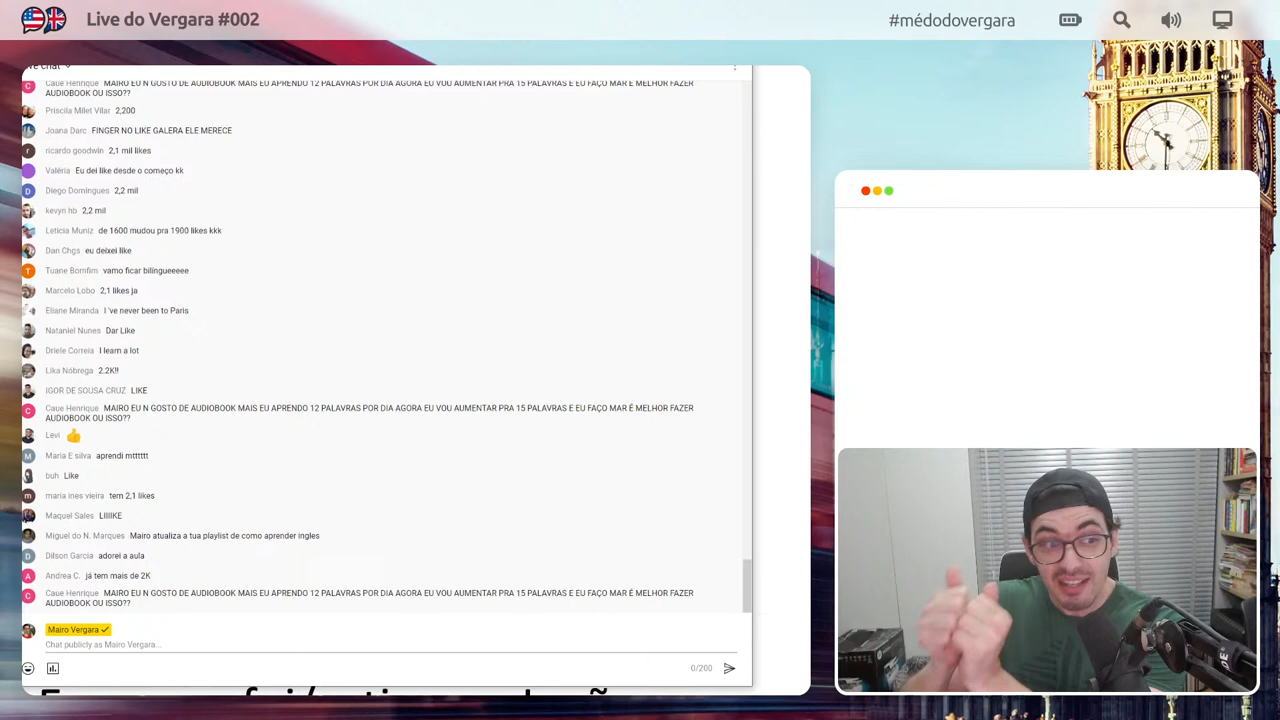 Live do Vergara #002
#médodovergara
Live chat
Caue Henrique MAIRO EU N GOSTO DE AUDIOBOOK MAIS EU APRENDO 12 PALAVRAS POR DIA AGORA EU VOU AUMENTAR PRA 15 PALAVRAS E EU FAÇO MAR É MELHOR FAZER
AUDIOBOOK OU ISSO??
Priscila Milet Vilar 2,200
Joana Darc FINGER NO LIKE GALERA ELE MERECE
ricardo goodwin 2,1 mil likes
Valéria Eu dei like desde o começo kk
Diego Domingues 2,2 mil
kevyn hb 2,2 mil
Leticia Muniz de 1600 mudou pra 1900 likes kkk
Dan Chgs eu deixei like
Tuane Bomfim vamo ficar bilingueeeee
Marcelo Lobo 2,1 likes ja
Eliane Miranda I 've never been to Paris
Nataniel Nunes Dar Like
Driele Correia I learn a lot
Lika Nóbrega 2.2K!!
IGOR DE SOUSA CRUZ LIKE
Caue Henrique MAIRO EU N GOSTO DE AUDIOBOOK MAIS EU APRENDO 12 PALAVRAS POR DIA AGORA EU VOU AUMENTAR PRA 15 PALAVRAS E EU FAÇO MAR É MELHOR FAZER
AUDIOBOOK OU ISSO??
Levi
Maria E silva aprendi mtttttt
buh Like
maria ines vieira tem 2,1 likes
Maquel Sales LIIIIKE
Miguel do N. Marques Mairo atualiza a tua playlist de como aprender ingles
Dilson Garcia adorei a aula
Andrea C. já tem mais de 2K
Caue Henrique MAIRO EU N GOSTO DE AUDIOBOOK MAIS EU APRENDO 12 PALAVRAS POR DIA AGORA EU VOU AUMENTAR PRA 15 PALAVRAS E EU FAÇO MAR É MELHOR FAZER
AUDIOBOOK OU ISSO??
Mairo Vergara
Chat publicly as Mairo Vergara...
0/200